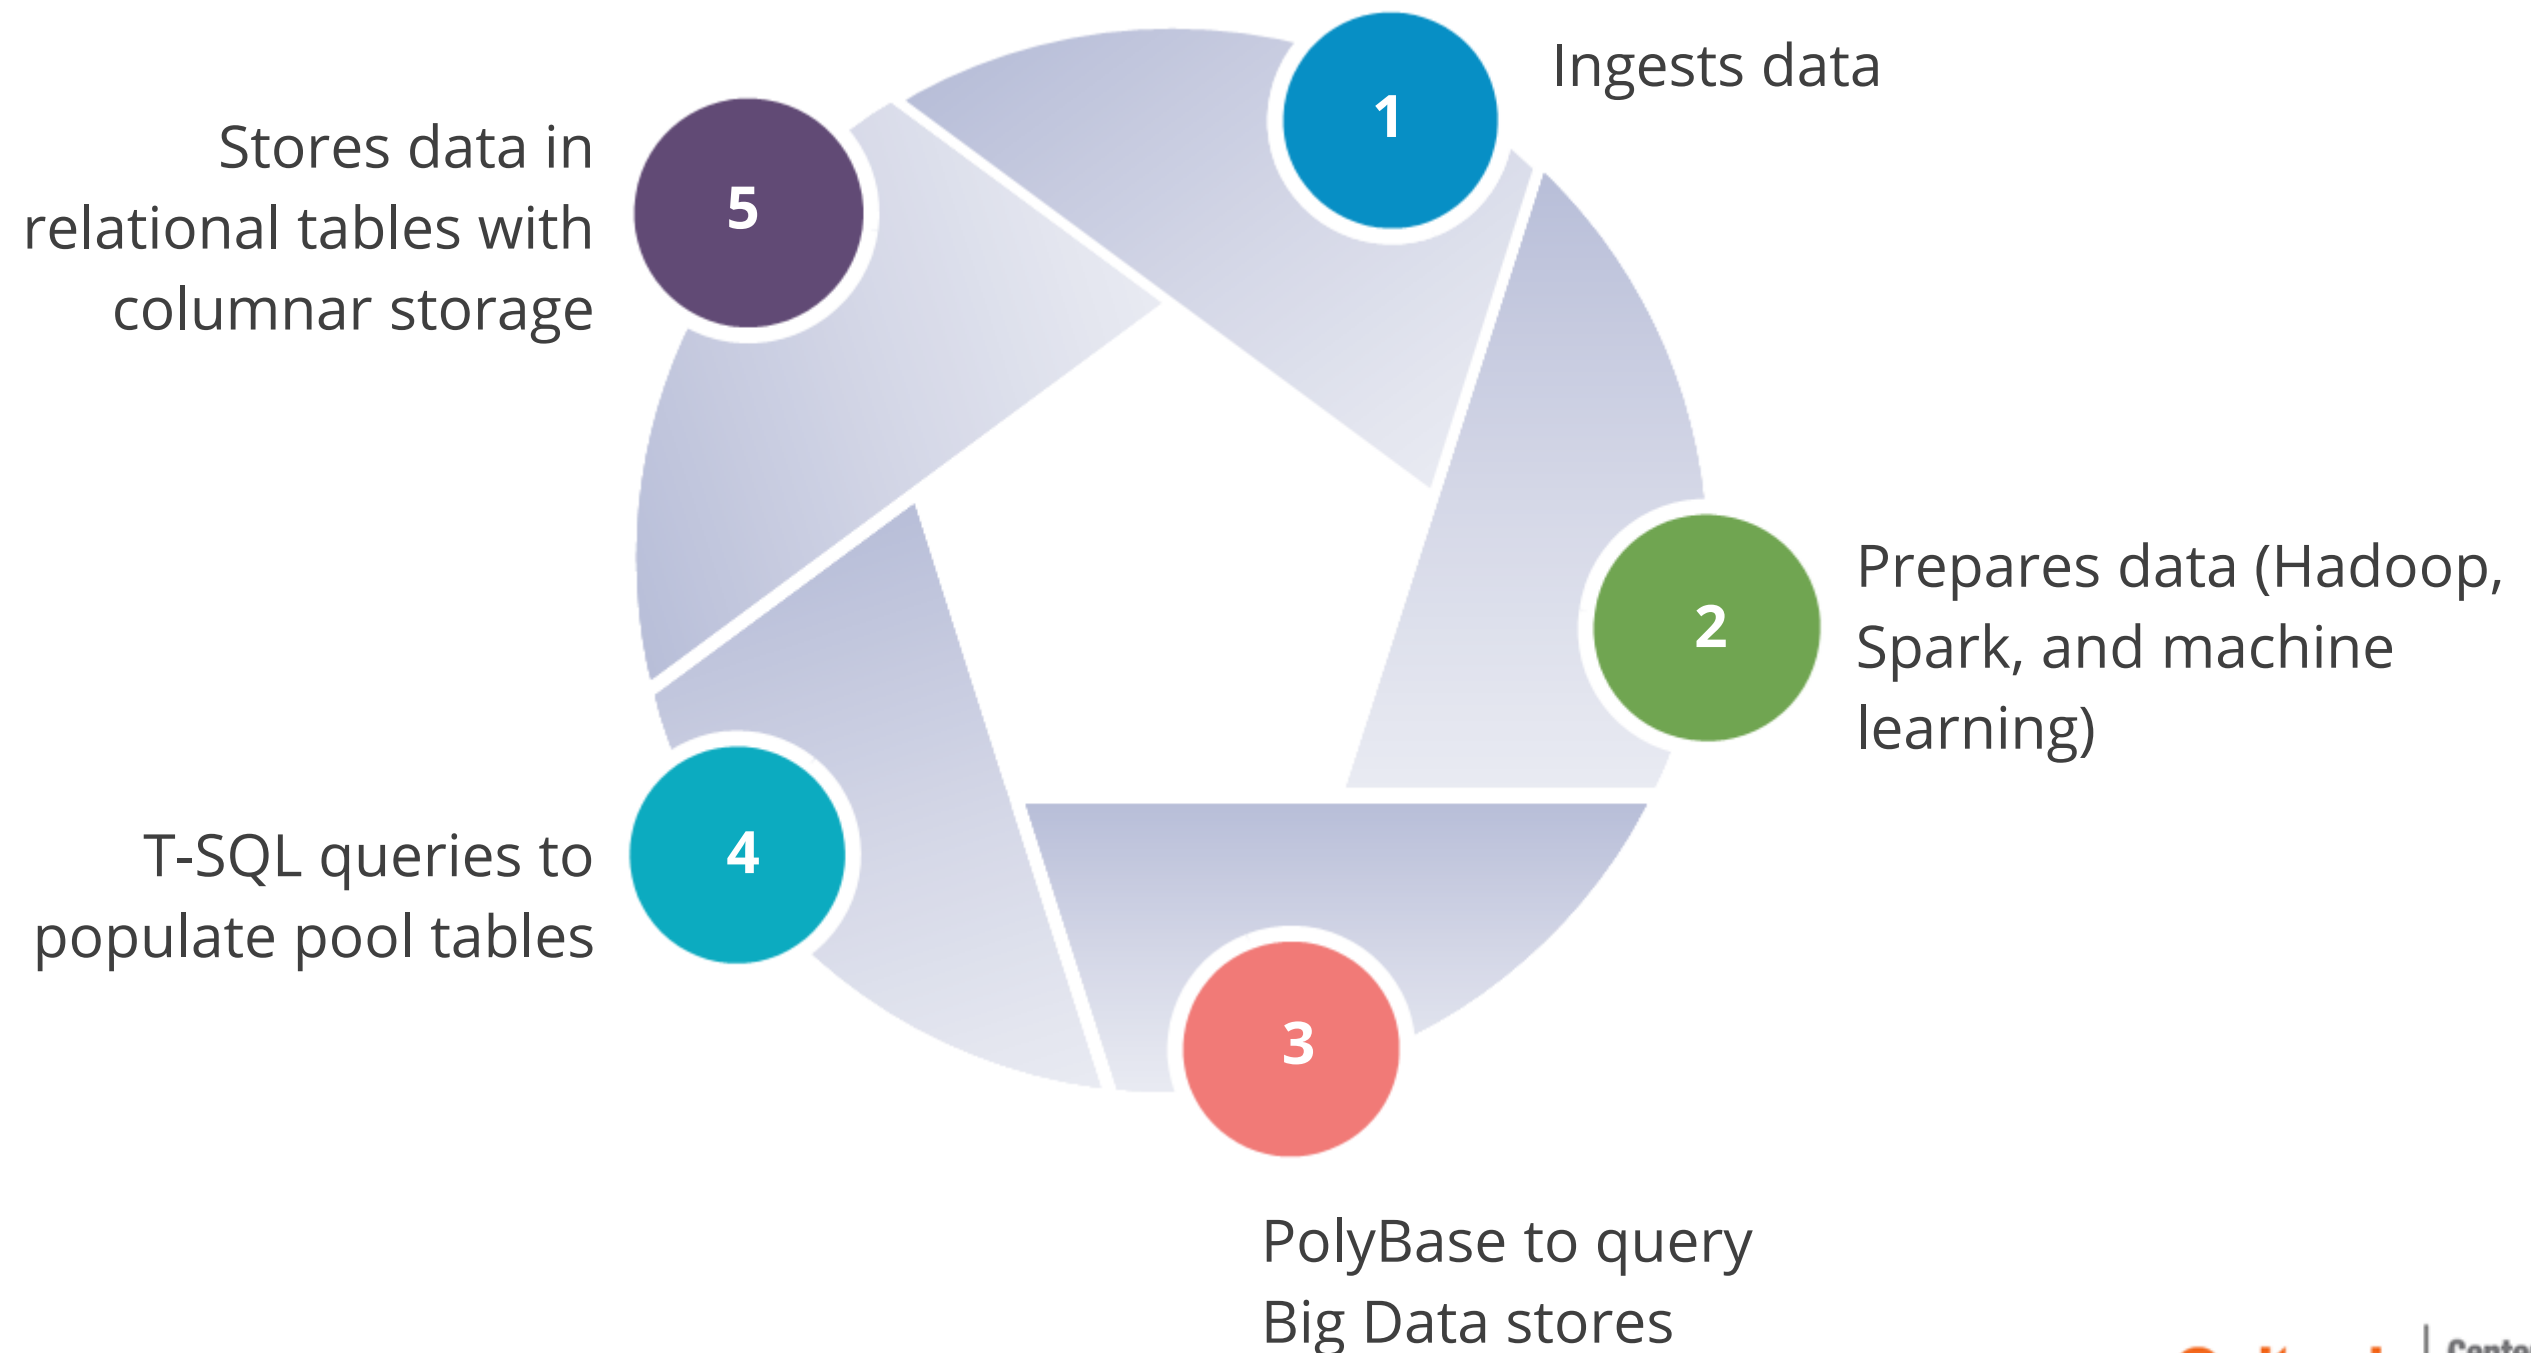 1
Ingests data
2
Prepares data (Hadoop,
Spark, and machine
learning)
3
PolyBase to query
Big Data stores
4
T-SQL queries to
populate pool tables
5
Stores data in
relational tables with
columnar storage